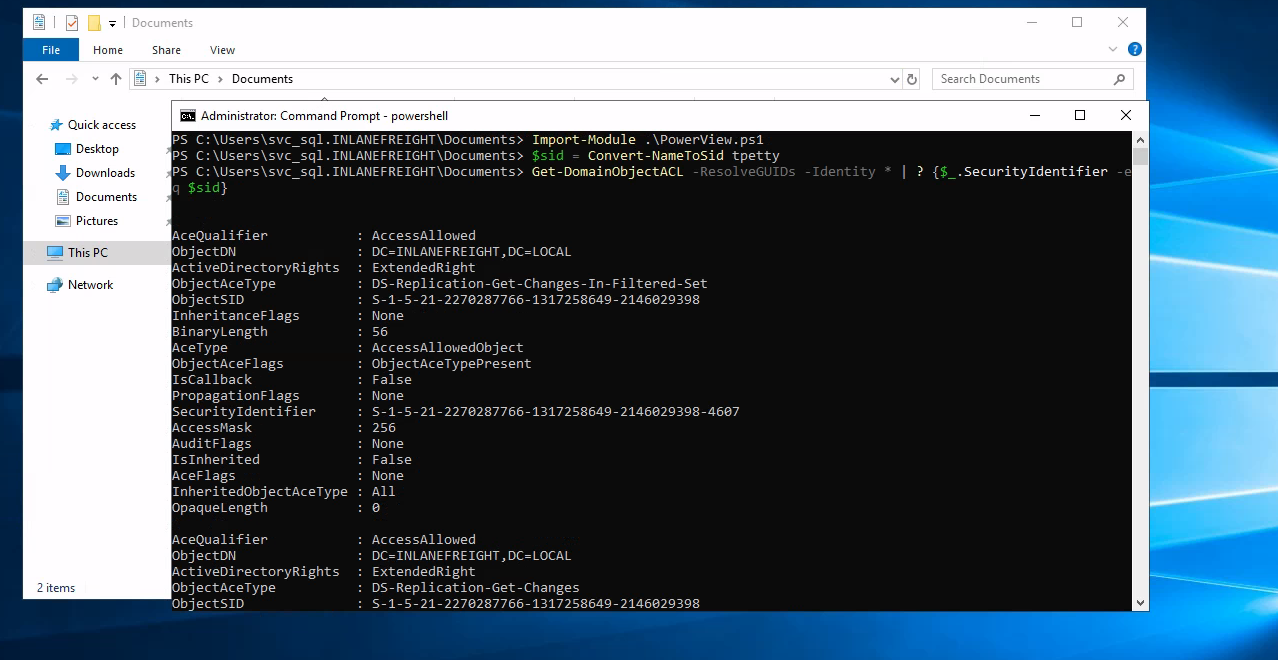 Documents
File Home Share View
This PC > Documents
Search Documents
Quick access
Desktop
Downloads
Documents
Pictures
This PC
Network
2 items
Administrator: Command Prompt - powershell
PS C:\Users\svc_sql.INLANEFREIGHT\Documents> Import-Module .\PowerView.ps1
PS C:\Users\svc_sql.INLANEFREIGHT\Documents> $sid = Convert-NameToSid tpetty
PS C:\Users\svc_sql.INLANEFREIGHT\Documents> Get-DomainObjectACL -ResolveGUIDs -Identity * | ? {$_.SecurityIdentifier -e
q $sid}
AceQualifier : AccessAllowed
ObjectDN : DC=INLANEFREIGHT,DC=LOCAL
ActiveDirectoryRights : ExtendedRight
ObjectAceType : DS-Replication-Get-Changes-In-Filtered-Set
ObjectSID : S-1-5-21-2270287766-1317258649-2146029398
InheritanceFlags : None
BinaryLength : 56
AceType : AccessAllowedObject
ObjectAceFlags : ObjectAceTypePresent
IsCallback : False
PropagationFlags : None
SecurityIdentifier : S-1-5-21-2270287766-1317258649-2146029398-4607
AccessMask : 256
AuditFlags : None
IsInherited : False
AceFlags : None
InheritedObjectAceType : All
OpaqueLength : 0
AceQualifier : AccessAllowed
ObjectDN : DC=INLANEFREIGHT,DC=LOCAL
ActiveDirectoryRights : ExtendedRight
ObjectAceType : DS-Replication-Get-Changes
ObjectSID : S-1-5-21-2270287766-1317258649-2146029398